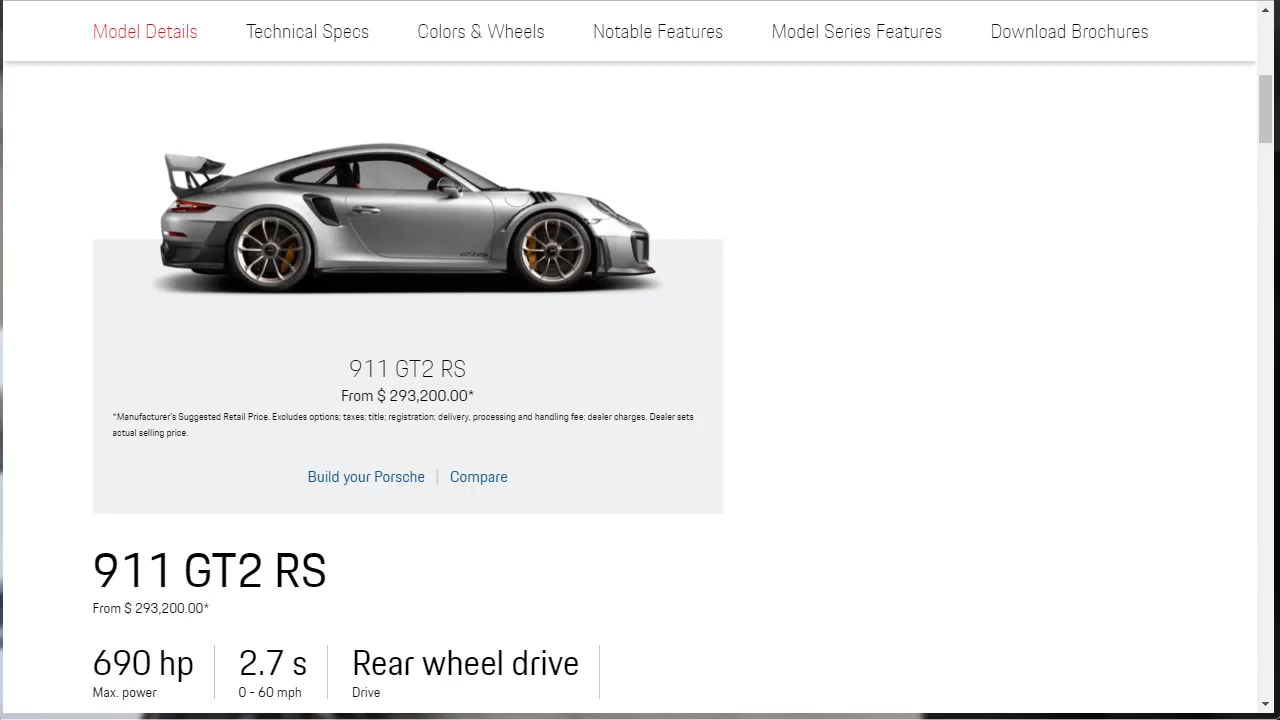 Model Details Technical Specs Colors & Wheels Notable Features Model Series Features Download Brochures
911 GT2 RS
From $ 293,200.00*
*Manufacturer's Suggested Retail Price. Excludes options; taxes; title; registration; delivery, processing and handling fee; dealer charges. Dealer sets
actual selling price.
Build your Porsche | Compare
911 GT2 RS
From $ 293,200.00*
690 hp 2.7 s Rear wheel drive
Max. power 0 - 60 mph Drive